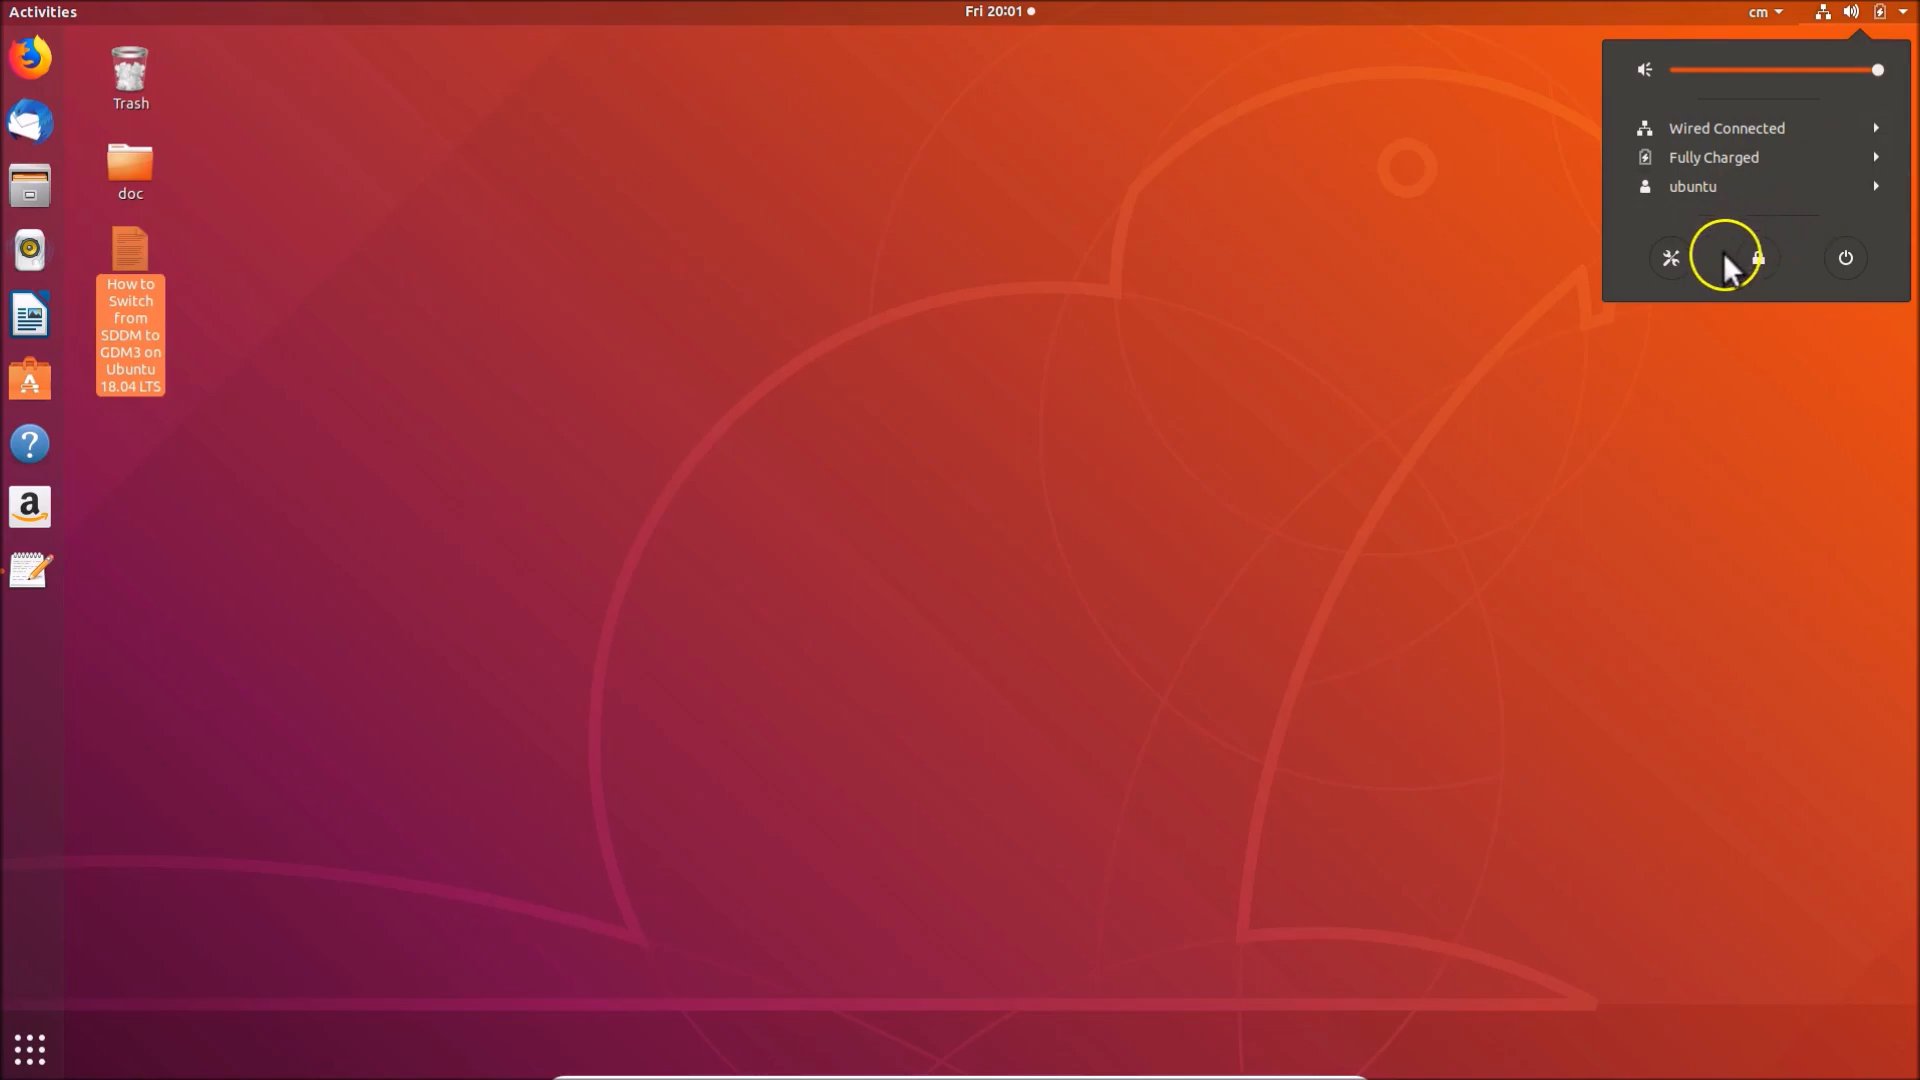 Activities
Fri 20:01
cm
Trash
doc
How to
Switch
from
SDDM to
GDM3 on
Ubuntu
18.04 LTS
Wired Connected
Fully Charged
ubuntu